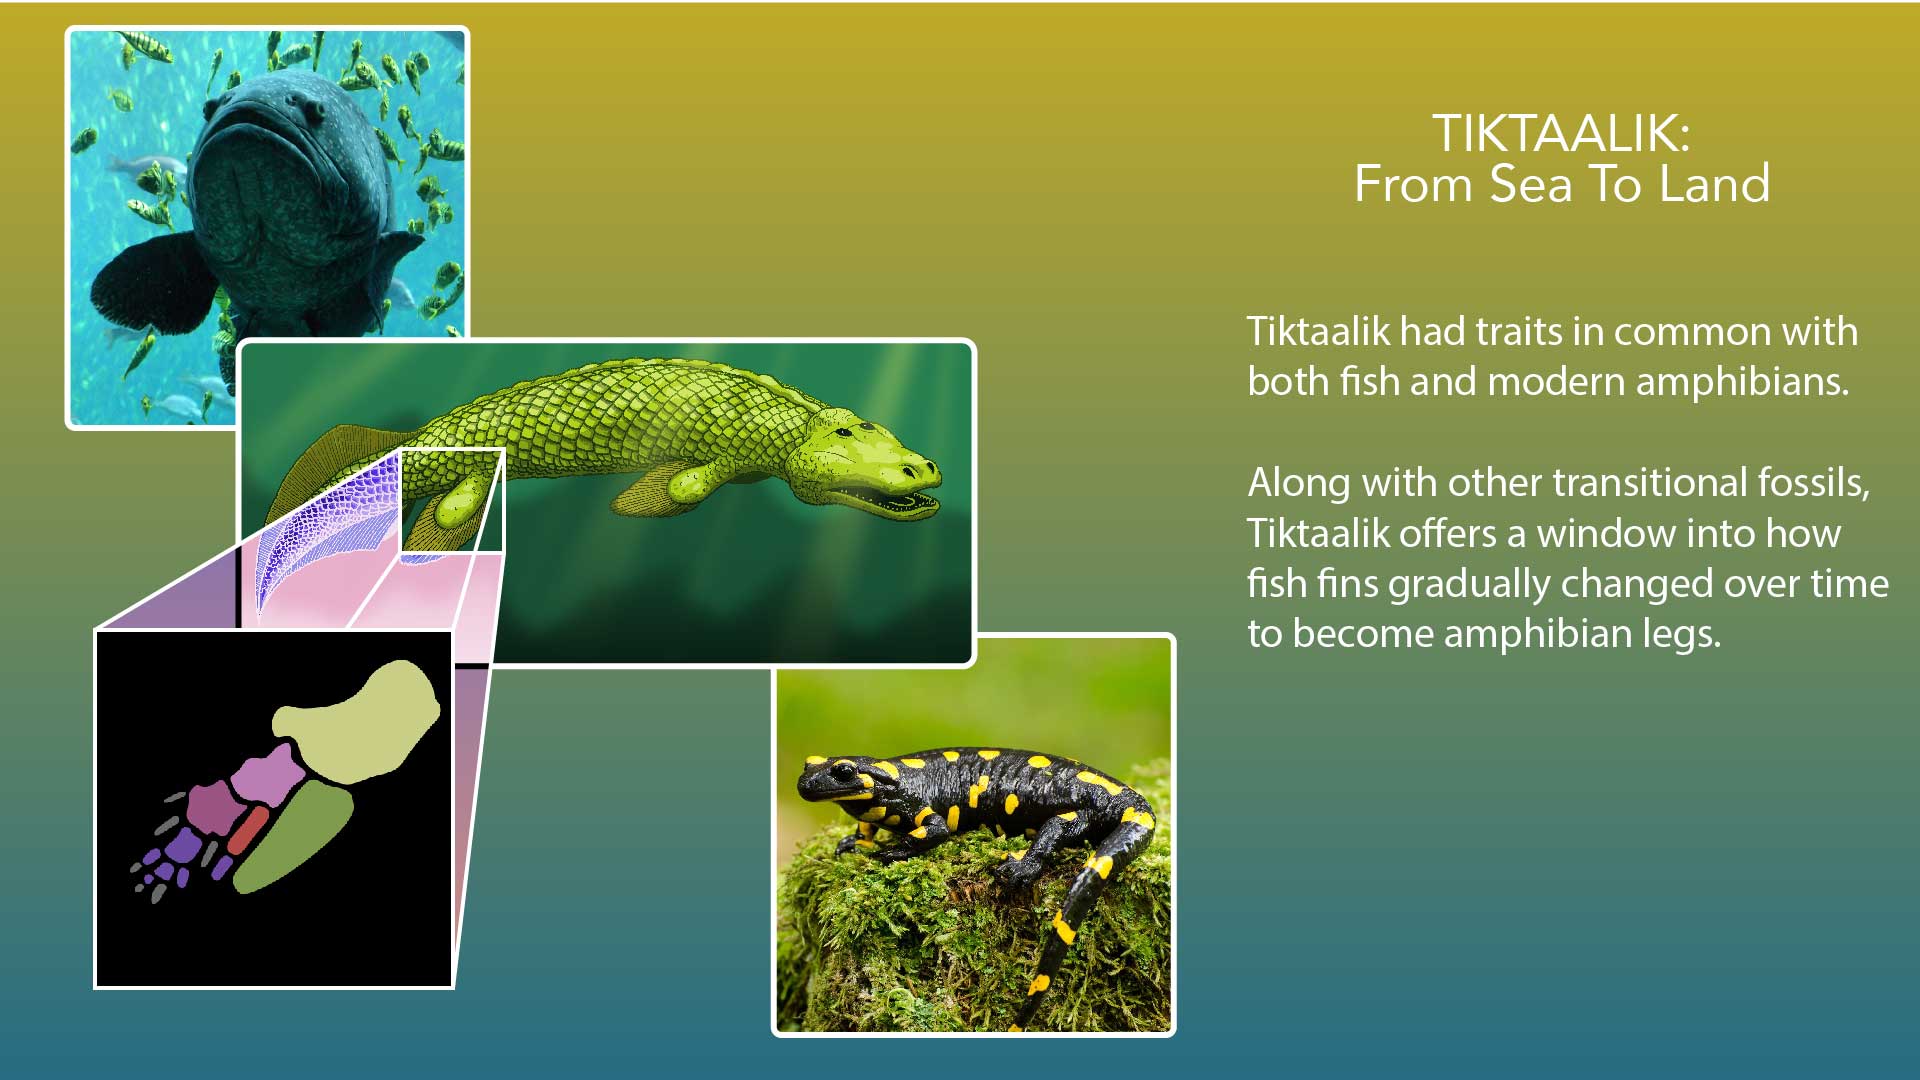 TIKTAALIK:
From Sea To Land
Tiktaalik had traits in common with
both fish and modern amphibians.
Along with other transitional fossils,
Tiktaalik offers a window into how
fish fins gradually changed over time
to become amphibian legs.